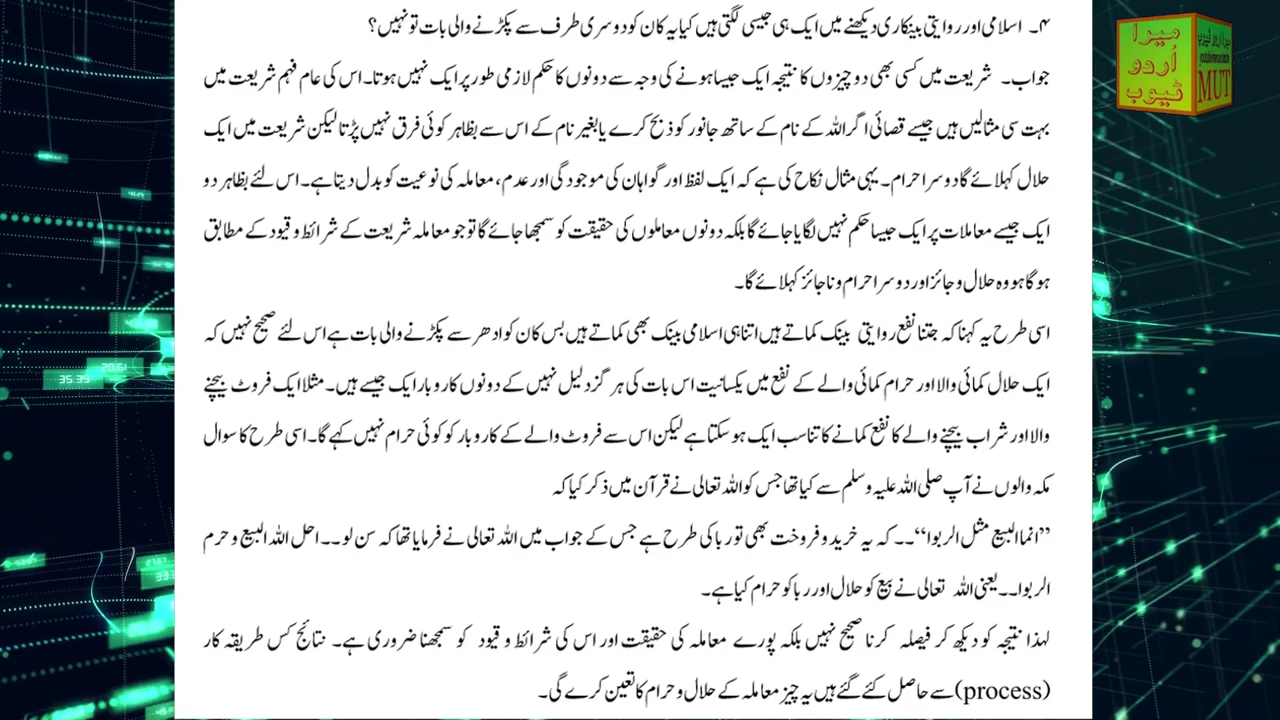 ۴۔ اسلامی اور روایتی بینکاری دیکھنے میں ایک ہی جیسی لگتی ہیں کیا یہ کان کو دوسری طرف سے پکڑنے والی بات تو نہیں؟
جواب۔ شریعت میں کسی بھی دو چیزوں کا نتیجہ ایک جیسا ہونے کی وجہ سے دونوں کا حکم لازمی طور پر ایک نہیں ہوتا۔ اس کی عام فہم شریعت میں
بہت سی مثالیں ہیں جیسے قصائی اگر اللہ کے نام کے ساتھ جانور کو ذبح کرے یا بغیر نام کے اس سے بظاہر کوئی فرق نہیں پڑتا لیکن شریعت میں ایک
حلال کہلائے گا دوسرا حرام۔ یہی مثال نکاح کی ہے کہ ایک لفظ اور گواہان کی موجودگی اور عدم، معاملہ کی نوعیت کو بدل دیتا ہے۔ اس لئے بظاہر دو
ایک جیسے معاملات پر ایک جیسا حکم نہیں لگایا جائے گا بلکہ دونوں معاملوں کی حقیقت کو سمجھا جائے گا تو جو معاملہ شریعت کے شرائط و قیود کے مطابق
ہو گا ہو وہ حلال و جائز اور دوسرا حرام و ناجائز کہلائے گا۔
اسی طرح یہ کہنا کہ جتنا نفع روایتی بینک کماتے ہیں اتنا ہی اسلامی بینک بھی کماتے ہیں بس کان کو ادھر سے پکڑنے والی بات ہے اس لئے صحیح نہیں کہ
ایک حلال کمائی والا اور حرام کمائی والے کے نفع میں یکسانیت اس بات کی ہر گز دلیل نہیں کے دونوں کاروبار ایک جیسے ہیں۔ مثلا ایک فروٹ بیچنے
والا اور شراب بیچنے والے کا نفع کمانے کا تناسب ایک ہو سکتا ہے لیکن اس سے فروٹ والے کے کاروبار کو کوئی حرام نہیں کہے گا۔ اسی طرح کا سوال
مکہ والوں نے آپ صلی اللہ علیہ وسلم سے کیا تھا جس کو اللہ تعالی نے قرآن میں ذکر کیا کہ
”انما البیع مثل الربوا“۔۔ کہ یہ خرید و فروخت بھی تو ربا کی طرح ہے جس کے جواب میں اللہ تعالی نے فرمایا تھا کہ سن لو۔۔ احل اللہ البیع و حرم
الربوا۔۔ یعنی اللہ تعالی نے بیع کو حلال اور ربا کو حرام کیا ہے۔
لہذا نتیجہ کو دیکھ کر فیصلہ کرنا صحیح نہیں بلکہ پورے معاملہ کی حقیقت اور اس کی شرائط و قیود کو سمجھنا ضروری ہے۔ نتائج کس طریقہ کار
(process) سے حاصل کئے گئے ہیں یہ چیز معاملہ کے حلال و حرام کا تعین کرے گی۔
میرا
اُردو
ٹیوب
MUT
35.35
20.61